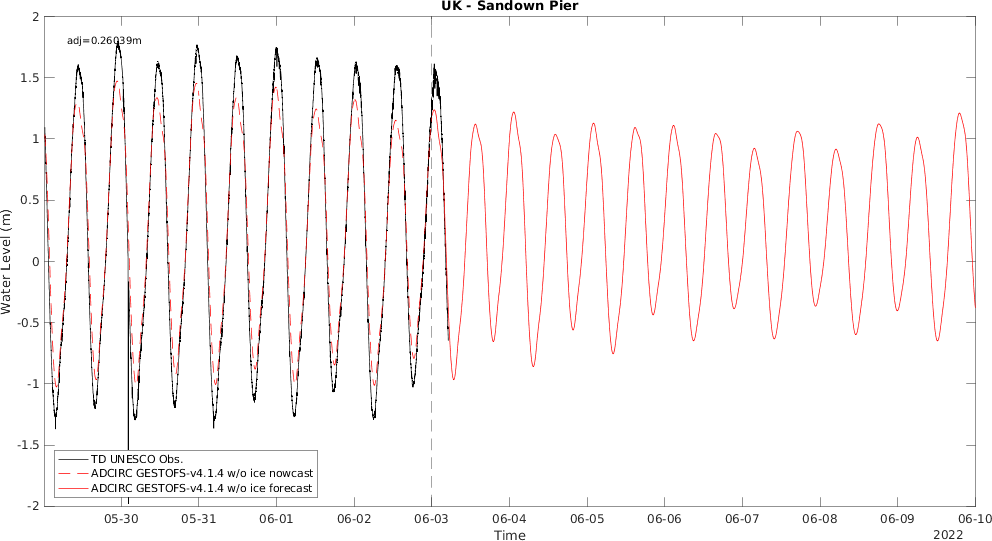 UK - Sandown Pier
adj=0.26039m
Water Level (m)
2
1.5
1
0.5
0
-0.5
-1
-1.5
-2
TD UNESCO Obs.
ADCIRC GESTOFS-v4.1.4 w/o ice nowcast
ADCIRC GESTOFS-v4.1.4 w/o ice forecast
05-30 05-31 06-01 06-02 06-03 06-04 06-05 06-06 06-07 06-08 06-09 06-10
Time
2022